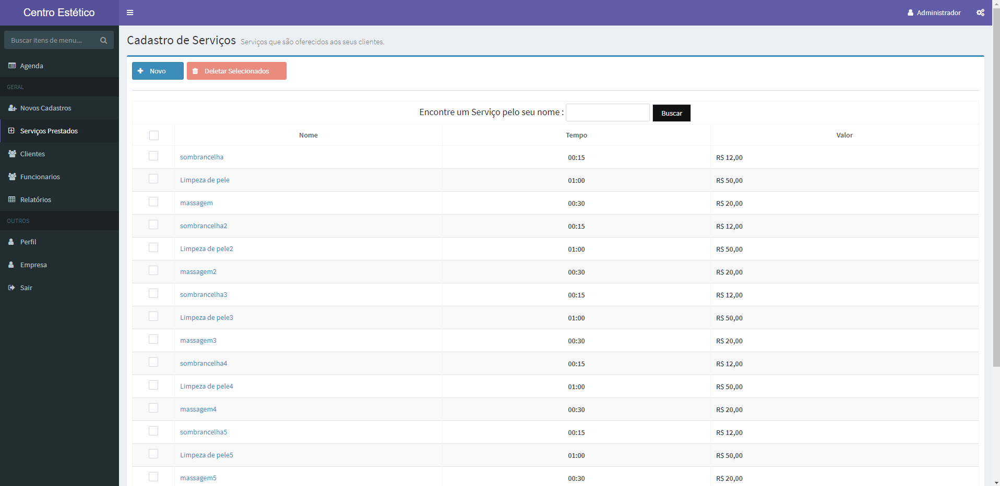 Centro Estético
Administrador
Buscar itens de menu...
Agenda
GERAL
Novos Cadastros
Serviços Prestados
Clientes
Funcionarios
Relatórios
OUTROS
Perfil
Empresa
Sair
Cadastro de Serviços Serviços que são oferecidos aos seus clientes.
Novo Deletar Selecionados
Encontre um Serviço pelo seu nome : Buscar
Nome Tempo Valor
sombrancelha 00:15 R$ 12,00
Limpeza de pele 01:00 R$ 50,00
massagem 00:30 R$ 20,00
sombrancelha2 00:15 R$ 12,00
Limpeza de pele2 01:00 R$ 50,00
massagem2 00:30 R$ 20,00
sombrancelha3 00:15 R$ 12,00
Limpeza de pele3 01:00 R$ 50,00
massagem3 00:30 R$ 20,00
sombrancelha4 00:15 R$ 12,00
Limpeza de pele4 01:00 R$ 50,00
massagem4 00:30 R$ 20,00
sombrancelha5 00:15 R$ 12,00
Limpeza de pele5 01:00 R$ 50,00
massagem5 00:30 R$ 20,00